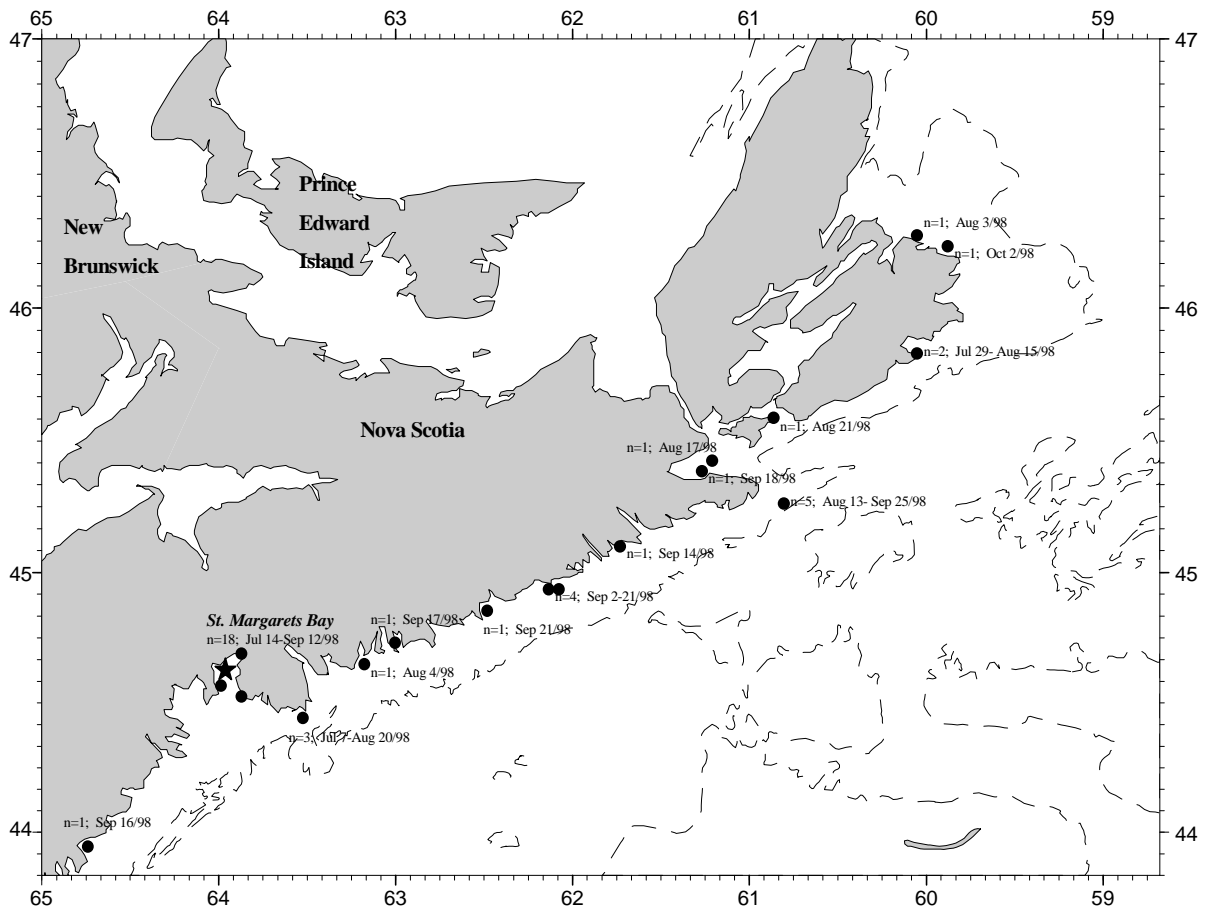 65 64 63 62 61 60 59
47 47
Prince
Edward
Island
New
Brunswick
n=1; Aug 3/98
n=1; Oct 2/98
46 46
n=2; Jul 29- Aug 15/98
n=1; Aug 21/98
Nova Scotia
n=1; Aug 17/98
n=1; Sep 18/98
n=5; Aug 13- Sep 25/98
n=1; Sep 14/98
45 45
n=4; Sep 2-21/98
n=1; Sep 17/98
n=1; Sep 21/98
St. Margarets Bay
n=18; Jul 14-Sep 12/98
n=1; Aug 4/98
n=3; Jul 7-Aug 20/98
n=1; Sep 16/98
44 44
65 64 63 62 61 60 59